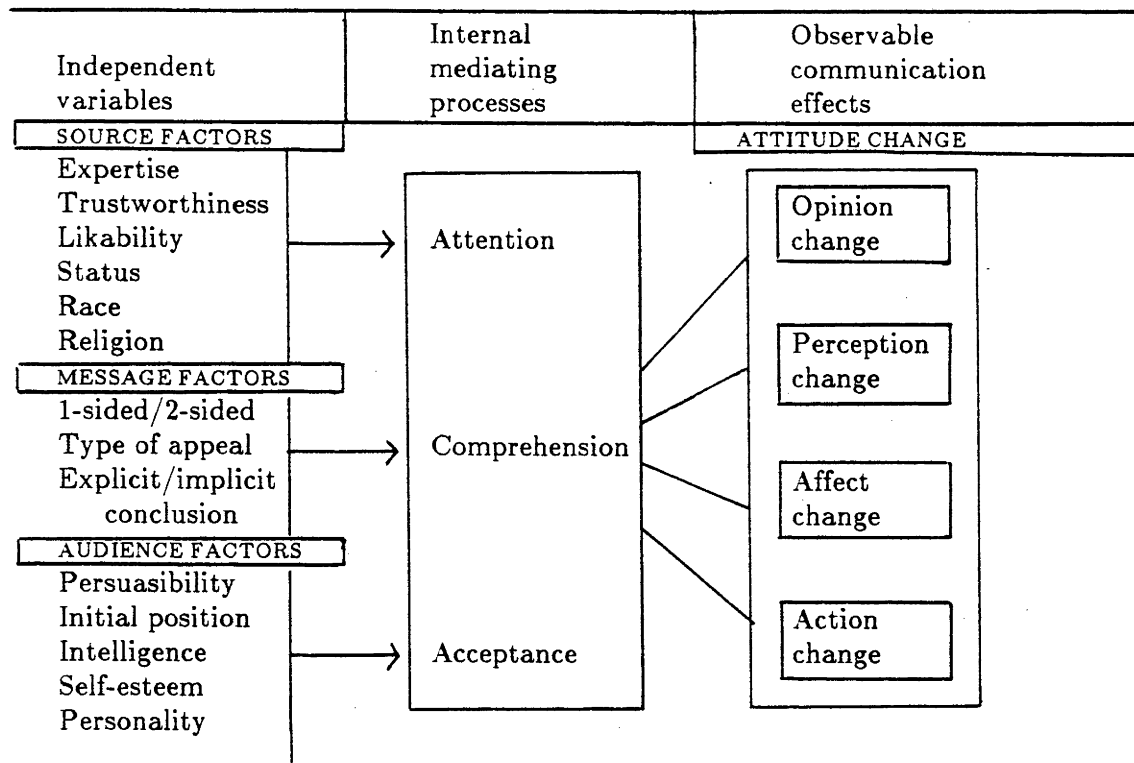 Independent
variables
Internal
mediating
processes
Observable
communication
effects
SOURCE FACTORS
Expertise
Trustworthiness
Likability
Status
Race
Religion
MESSAGE FACTORS
1-sided/2-sided
Type of appeal
Explicit/implicit
conclusion
AUDIENCE FACTORS
Persuasibility
Initial position
Intelligence
Self-esteem
Personality
Attention
Comprehension
Acceptance
ATTITUDE CHANGE
Opinion
change
Perception
change
Affect
change
Action
change